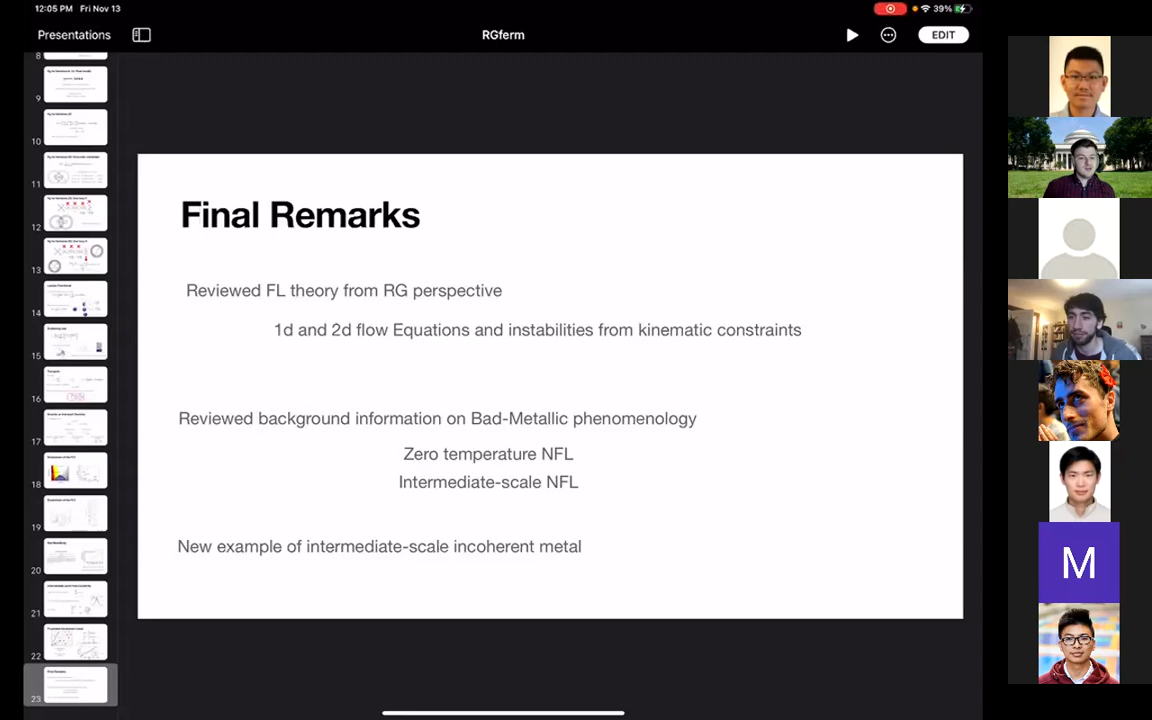 12:05 PM Fri Nov 13
39%
Presentations
RGferm
EDIT
8
9
10
11
12
13
14
15
16
17
18
19
20
21
22
23
Final Remarks
Reviewed FL theory from RG perspective
1d and 2d flow Equations and instabilities from kinematic constraints
Reviewed background information on Bad-Metallic phenomenology
Zero temperature NFL
Intermediate-scale NFL
New example of intermediate-scale incoherent metal
M